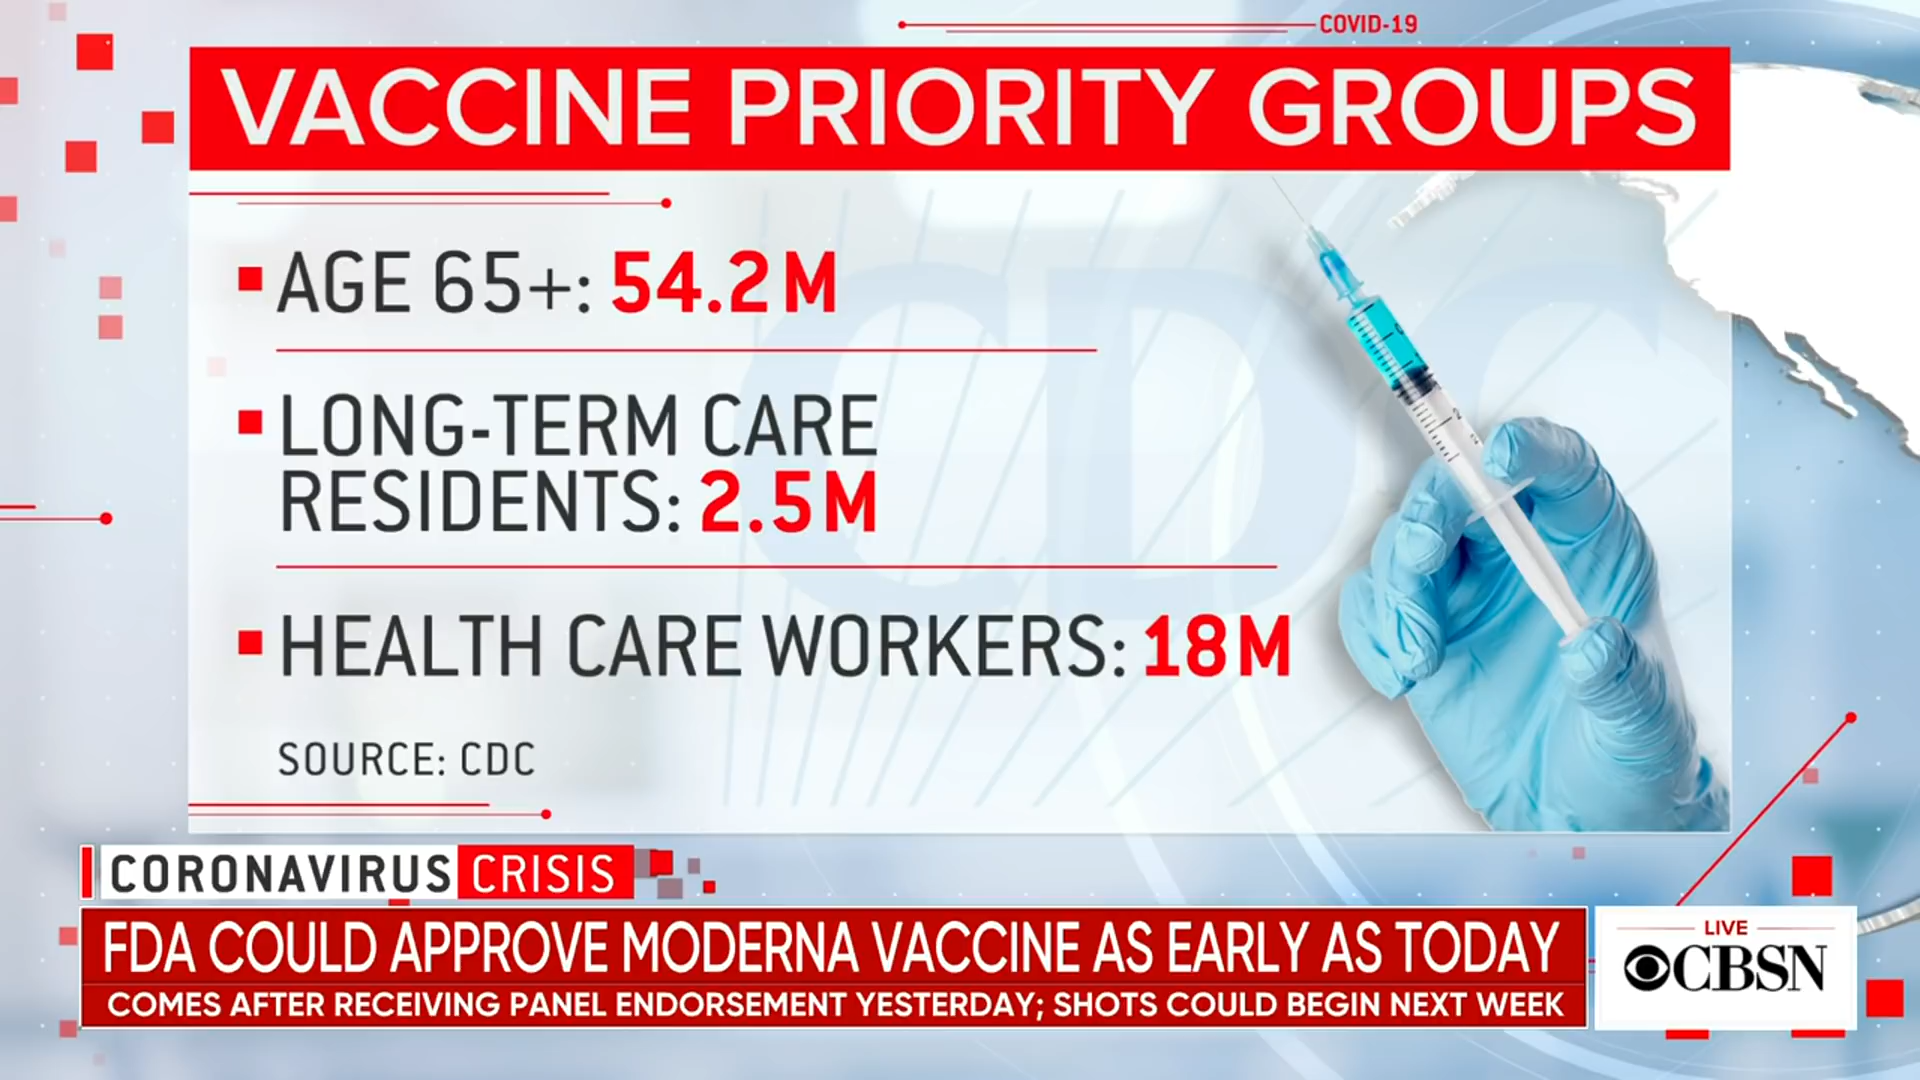 COVID-19
VACCINE PRIORITY GROUPS
AGE 65+: 54.2M
LONG-TERM CARE
RESIDENTS: 2.5M
HEALTH CARE WORKERS: 18M
SOURCE: CDC
CDC
CORONAVIRUS CRISIS
FDA COULD APPROVE MODERNA VACCINE AS EARLY AS TODAY
COMES AFTER RECEIVING PANEL ENDORSEMENT YESTERDAY; SHOTS COULD BEGIN NEXT WEEK
LIVE
CBSN